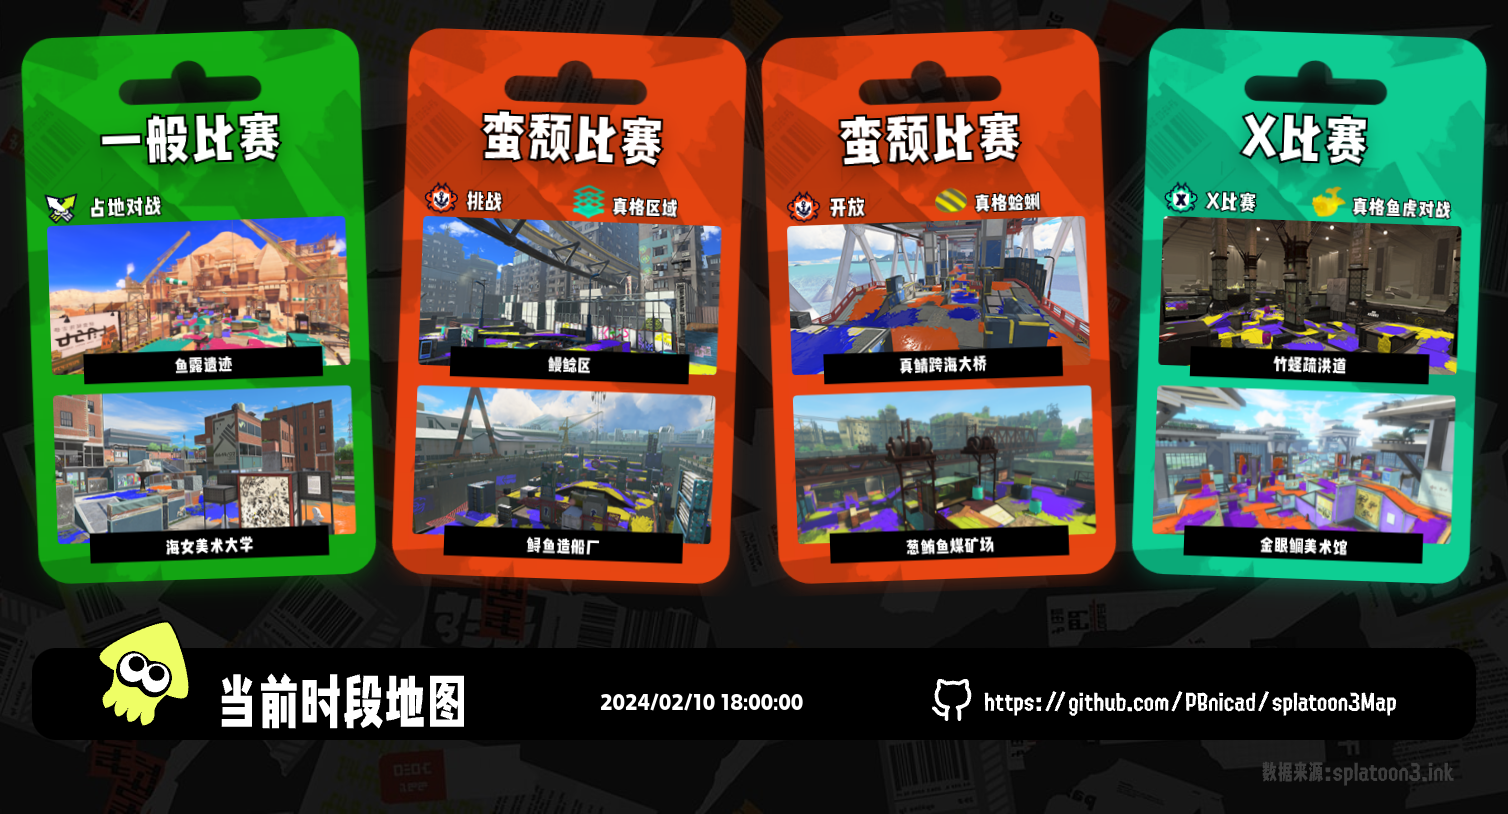 一般比赛
占地对战
鱼露遗迹
海女美术大学
蛮颓比赛
挑战
真格区域
鳗鲶区
鲟鱼造船厂
蛮颓比赛
开放
真格蛤蜊
真鲭跨海大桥
葱鲔鱼煤矿场
X比赛
X比赛
真格鱼虎对战
竹蛏疏洪道
金眼鲷美术馆
当前时段地图
2024/02/10 18:00:00
https://github.com/PBnicad/splatoon3Map
数据来源:splatoon3.ink